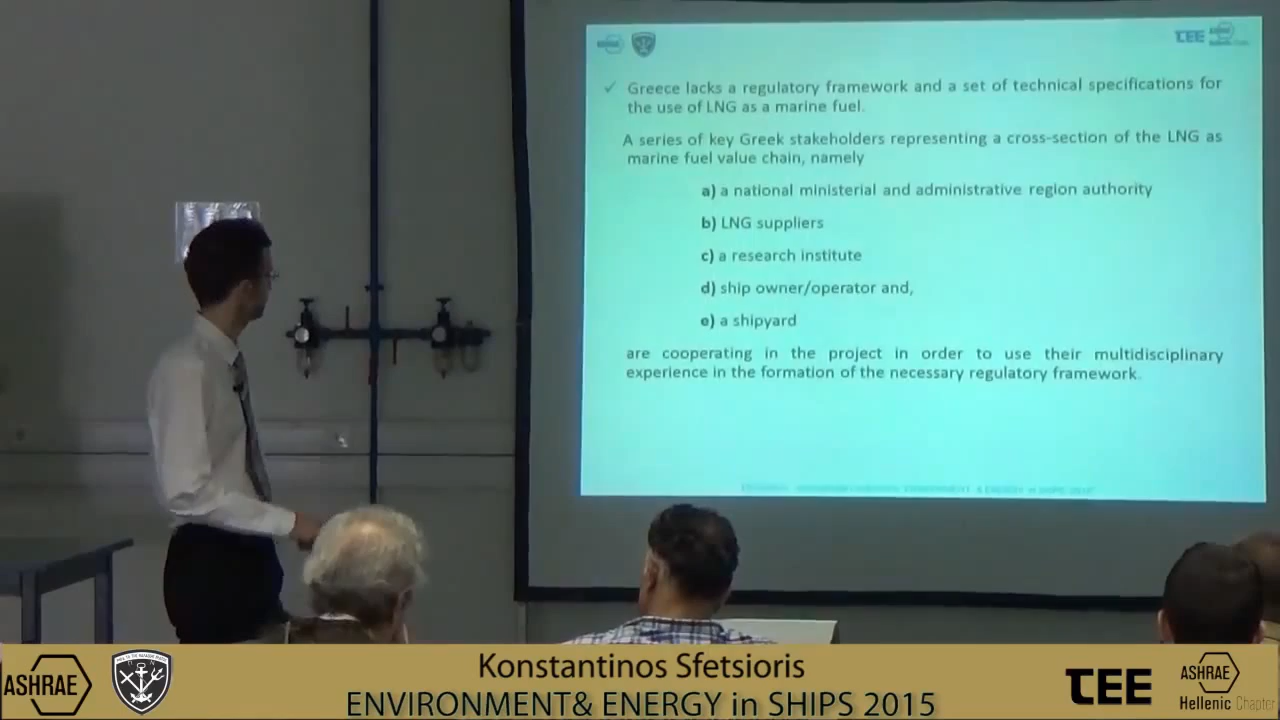 TEE
✓ Greece lacks a regulatory framework and a set of technical specifications for
the use of LNG as a marine fuel.
A series of key Greek stakeholders representing a cross-section of the LNG as
marine fuel value chain, namely
a) a national ministerial and administrative region authority
b) LNG suppliers
c) a research institute
d) ship owner/operator and,
e) a shipyard
are cooperating in the project in order to use their multidisciplinary
experience in the formation of the necessary regulatory framework.
ASHRAE
Konstantinos Sfetsioris
ENVIRONMENT& ENERGY in SHIPS 2015
TEE
ASHRAE
Hellenic Chapter